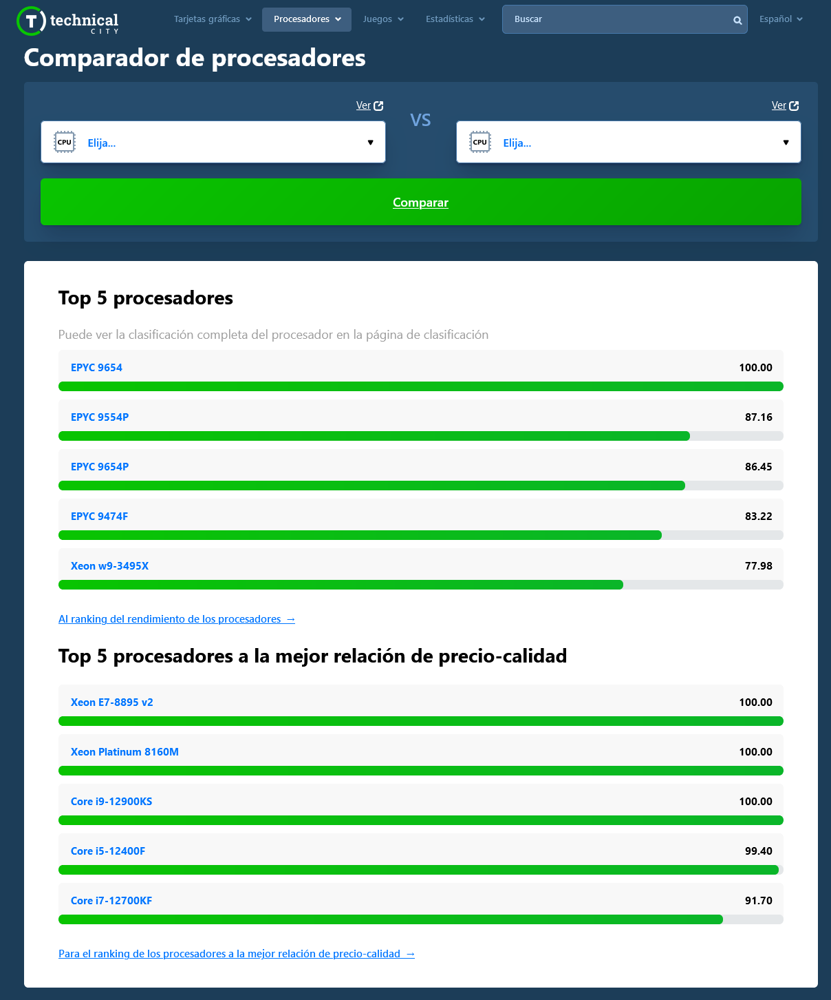 technical
CITY
Tarjetas gráficas
Procesadores
Juegos
Estadísticas
Buscar
Español
Comparador de procesadores
Ver
VS
Ver
CPU
Elija...
CPU
Elija...
Comparar
Top 5 procesadores
Puede ver la clasificación completa del procesador en la página de clasificación
EPYC 9654 100.00
EPYC 9554P 87.16
EPYC 9654P 86.45
EPYC 9474F 83.22
Xeon w9-3495X 77.98
Al ranking del rendimiento de los procesadores →
Top 5 procesadores a la mejor relación de precio-calidad
Xeon E7-8895 v2 100.00
Xeon Platinum 8160M 100.00
Core i9-12900KS 100.00
Core i5-12400F 99.40
Core i7-12700KF 91.70
Para el ranking de los procesadores a la mejor relación de precio-calidad →